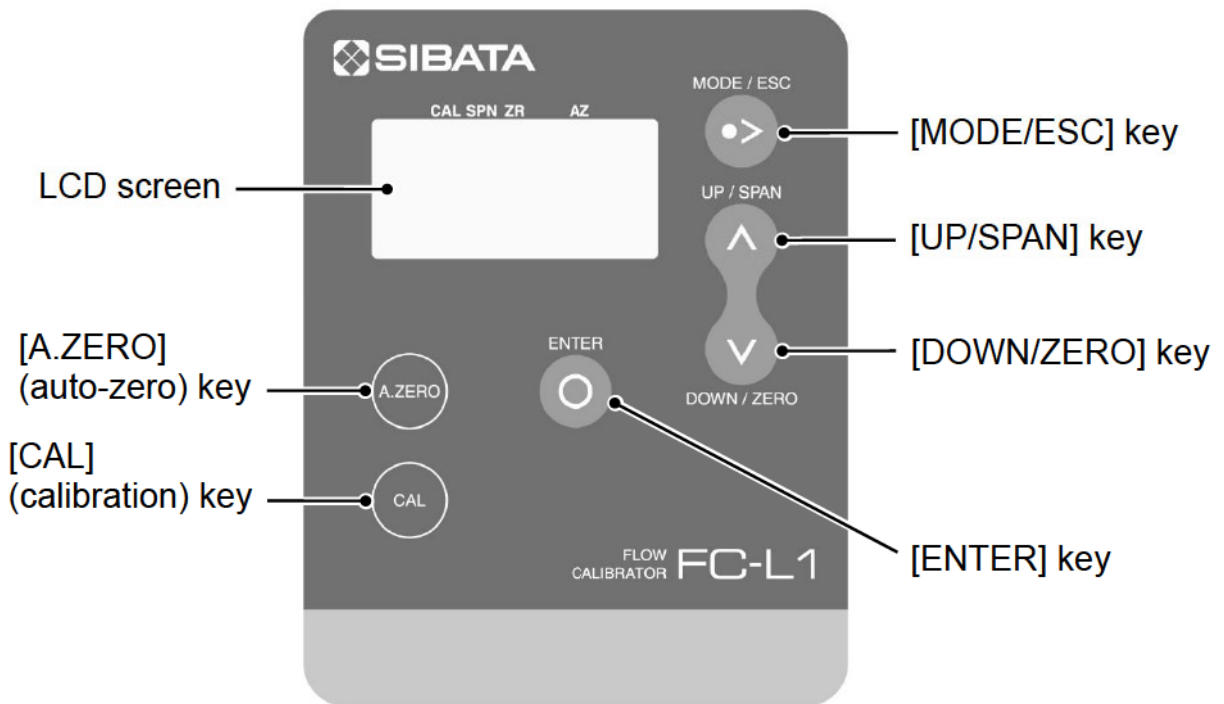 SIBATA
MODE / ESC
CAL SPN ZR AZ
[MODE/ESC] key
LCD screen
UP / SPAN
[UP/SPAN] key
[A.ZERO]
(auto-zero) key
A.ZERO
ENTER
[DOWN/ZERO] key
DOWN / ZERO
[CAL]
(calibration) key
CAL
FLOW
CALIBRATOR FC-L1
[ENTER] key